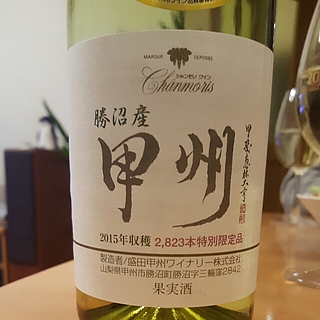 MARQUE DEPOSEE
シャンモリ ワイン
Chanmoris
勝沼産
甲州
2015年収穫 2,823本特別限定品
製造者/盛田甲州ワイナリー株式会社
山梨県甲州市勝沼町勝沼字三輪窪2842
果実酒